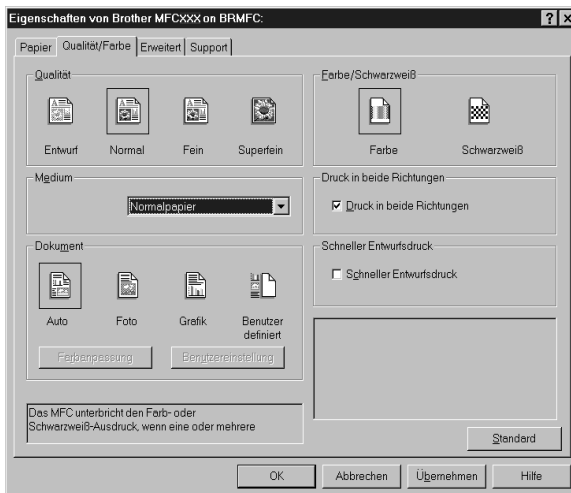 Eigenschaften von Brother MFCXXX on BRMFC:
Papier Qualität/Farbe Erweitert Support
Qualität
Entwurf Normal Fein Superfein
Medium
Normalpapier
Dokument
Auto Foto Grafik Benutzer definiert
Farbanpassung Benutzereinstellung
Das MFC unterbricht den Farb- oder
Schwarzweiß-Ausdruck, wenn eine oder mehrere
Farbe/Schwarzweiß
Farbe Schwarzweiß
Druck in beide Richtungen
Druck in beide Richtungen
Schneller Entwurfsdruck
Schneller Entwurfsdruck
Standard
OK Abbrechen Übernehmen Hilfe